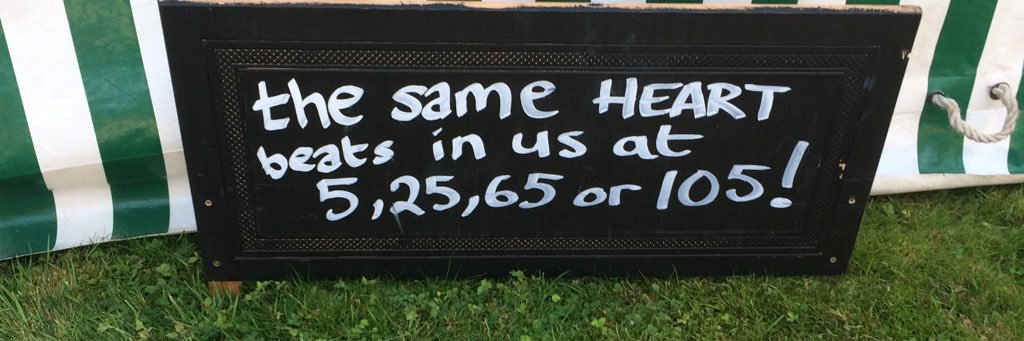 the same HEART
beats in us at
5, 25, 65 or 105!